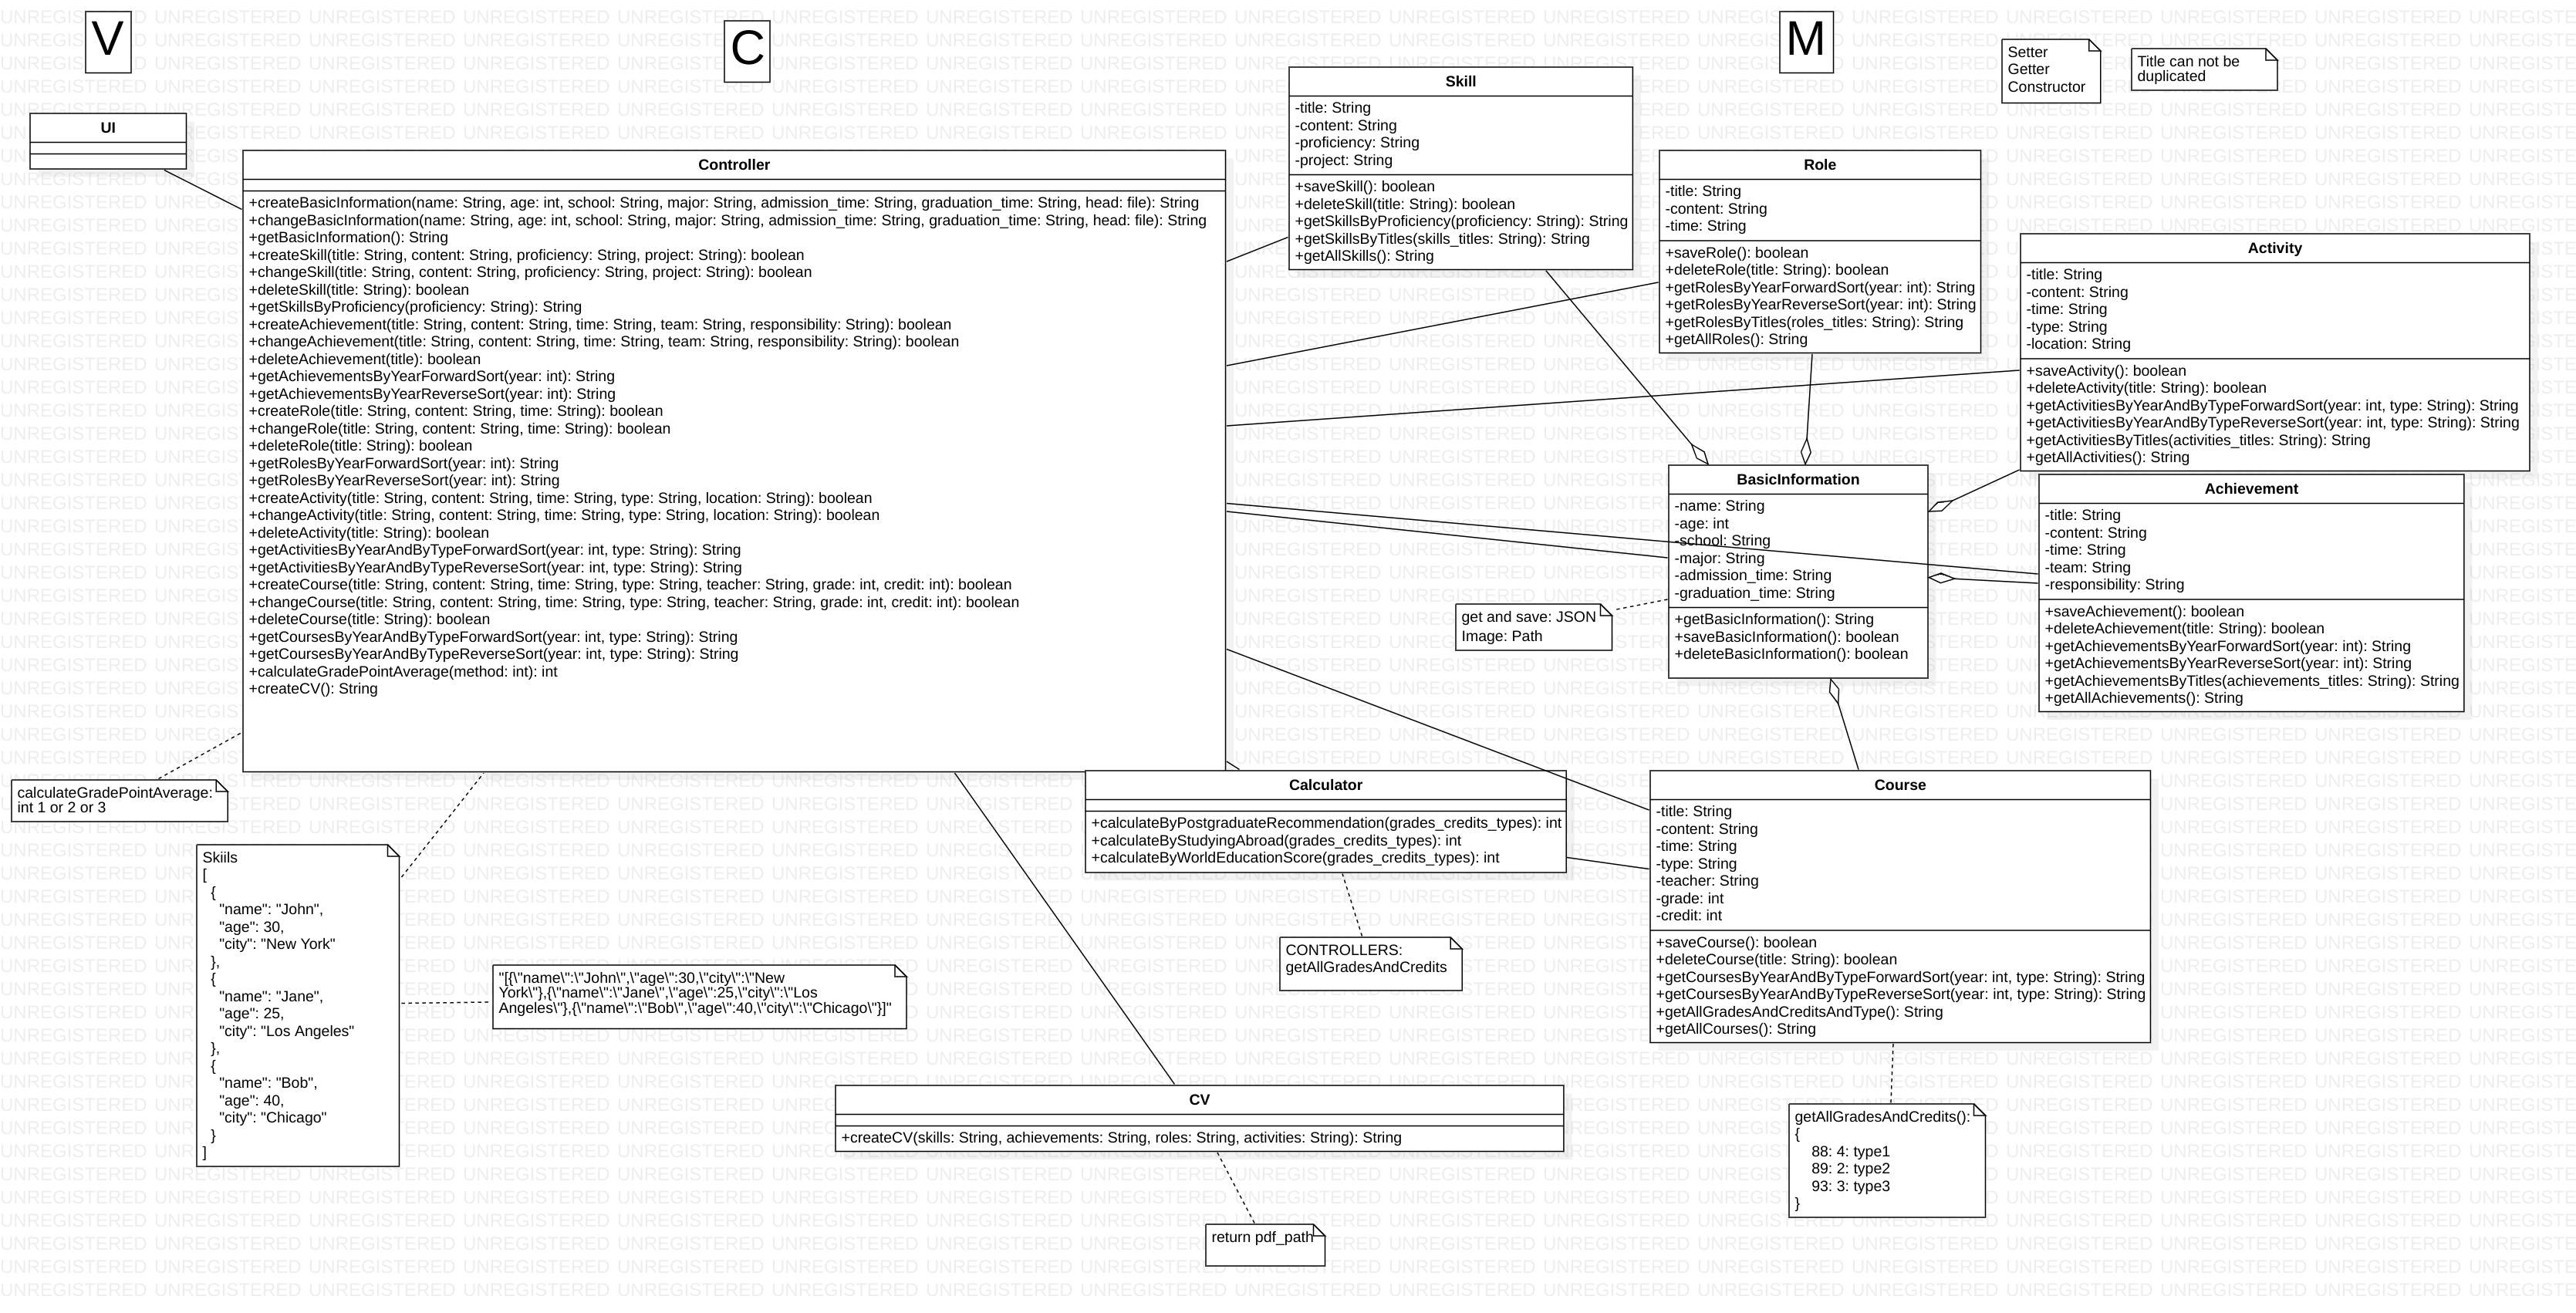 V
C
M
Setter
Getter
Constructor
Title can not be
duplicated
UI
Controller
+createBasicInformation(name: String, age: int, school: String, major: String, admission_time: String, graduation_time: String, head: file): String
+changeBasicInformation(name: String, age: int, school: String, major: String, admission_time: String, graduation_time: String, head: file): String
+getBasicInformation(): String
+createSkill(title: String, content: String, proficiency: String, project: String): boolean
+changeSkill(title: String, content: String, proficiency: String, project: String): boolean
+deleteSkill(title: String): boolean
+getSkillsByProficiency(proficiency: String): String
+createAchievement(title: String, content: String, time: String, team: String, responsibility: String): boolean
+changeAchievement(title: String, content: String, time: String, team: String, responsibility: String): boolean
+deleteAchievement(title): boolean
+getAchievementsByYearForwardSort(year: int): String
+getAchievementsByYearReverseSort(year: int): String
+createRole(title: String, content: String, time: String): boolean
+changeRole(title: String, content: String, time: String): boolean
+deleteRole(title: String): boolean
+getRolesByYearForwardSort(year: int): String
+getRolesByYearReverseSort(year: int): String
+createActivity(title: String, content: String, time: String, type: String, location: String): boolean
+changeActivity(title: String, content: String, time: String, type: String, location: String): boolean
+deleteActivity(title: String): boolean
+getActivitiesByYearAndByTypeForwardSort(year: int, type: String): String
+getActivitiesByYearAndByTypeReverseSort(year: int, type: String): String
+createCourse(title: String, content: String, time: String, type: String, teacher: String, grade: int, credit: int): boolean
+changeCourse(title: String, content: String, time: String, type: String, teacher: String, grade: int, credit: int): boolean
+deleteCourse(title: String): boolean
+getCoursesByYearAndByTypeForwardSort(year: int, type: String): String
+getCoursesByYearAndByTypeReverseSort(year: int, type: String): String
+calculateGradePointAverage(method: int): int
+createCV(): String
Skill
-title: String
-content: String
-proficiency: String
-project: String
+saveSkill(): boolean
+deleteSkill(title: String): boolean
+getSkillsByProficiency(proficiency: String): String
+getSkillsByTitles(skills_titles: String): String
+getAllSkills(): String
Role
-title: String
-content: String
-time: String
+saveRole(): boolean
+deleteRole(title: String): boolean
+getRolesByYearForwardSort(year: int): String
+getRolesByYearReverseSort(year: int): String
+getRolesByTitles(roles_titles: String): String
+getAllRoles(): String
Activity
-title: String
-content: String
-time: String
-type: String
-location: String
+saveActivity(): boolean
+deleteActivity(title: String): boolean
+getActivitiesByYearAndByTypeForwardSort(year: int, type: String): String
+getActivitiesByYearAndByTypeReverseSort(year: int, type: String): String
+getActivitiesByTitles(activities_titles: String): String
+getAllActivities(): String
BasicInformation
-name: String
-age: int
-school: String
-major: String
-admission_time: String
-graduation_time: String
+getBasicInformation(): String
+saveBasicInformation(): boolean
+deleteBasicInformation(): boolean
get and save: JSON
Image: Path
Achievement
-title: String
-content: String
-time: String
-team: String
-responsibility: String
+saveAchievement(): boolean
+deleteAchievement(title: String): boolean
+getAchievementsByYearForwardSort(year: int): String
+getAchievementsByYearReverseSort(year: int): String
+getAchievementsByTitles(achievements_titles: String): String
+getAllAchievements(): String
calculateGradePointAverage:
int 1 or 2 or 3
Skiils
[
{
"name": "John",
"age": 30,
"city": "New York"
},
{
"name": "Jane",
"age": 25,
"city": "Los Angeles"
},
{
"name": "Bob",
"age": 40,
"city": "Chicago"
}
]
"[{\"name\":\"John\",\"age\":30,\"city\":\"New
York\"},{\"name\":\"Jane\",\"age\":25,\"city\":\"Los
Angeles\"},{\"name\":\"Bob\",\"age\":40,\"city\":\"Chicago\"}]"
Calculator
+calculateByPostgraduateRecommendation(grades_credits_types): int
+calculateByStudyingAbroad(grades_credits_types): int
+calculateByWorldEducationScore(grades_credits_types): int
CONTROLLERS:
getAllGradesAndCredits
Course
-title: String
-content: String
-time: String
-type: String
-teacher: String
-grade: int
-credit: int
+saveCourse(): boolean
+deleteCourse(title: String): boolean
+getCoursesByYearAndByTypeForwardSort(year: int, type: String): String
+getCoursesByYearAndByTypeReverseSort(year: int, type: String): String
+getAllGradesAndCreditsAndType(): String
+getAllCourses(): String
CV
+createCV(skills: String, achievements: String, roles: String, activities: String): String
return pdf_path
getAllGradesAndCredits():
{
88: 4: type1
89: 2: type2
93: 3: type3
}